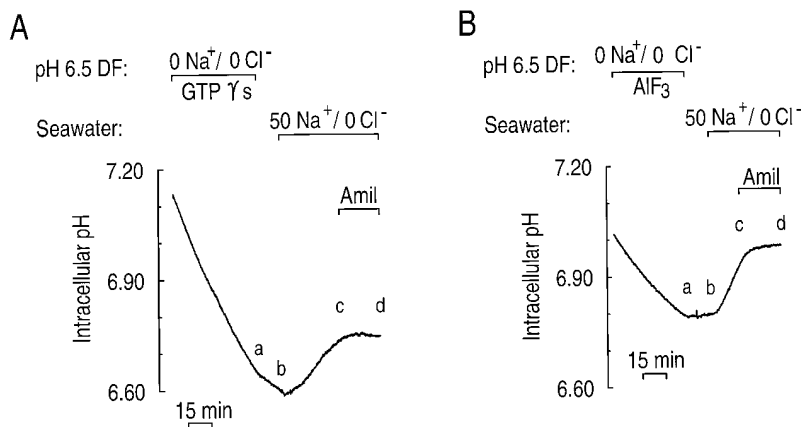 A
pH 6.5 DF:
0 Na⁺/ 0 Cl⁻
GTP γ s
Seawater:
50 Na⁺/ 0 Cl⁻
Amil
Intracellular pH
7.20
6.90
6.60
a
b
c
d
15 min
B
pH 6.5 DF:
0 Na⁺/ 0 Cl⁻
AlF₃
Seawater:
50 Na⁺/ 0 Cl⁻
Amil
Intracellular pH
7.20
6.90
6.60
a
b
c
d
15 min